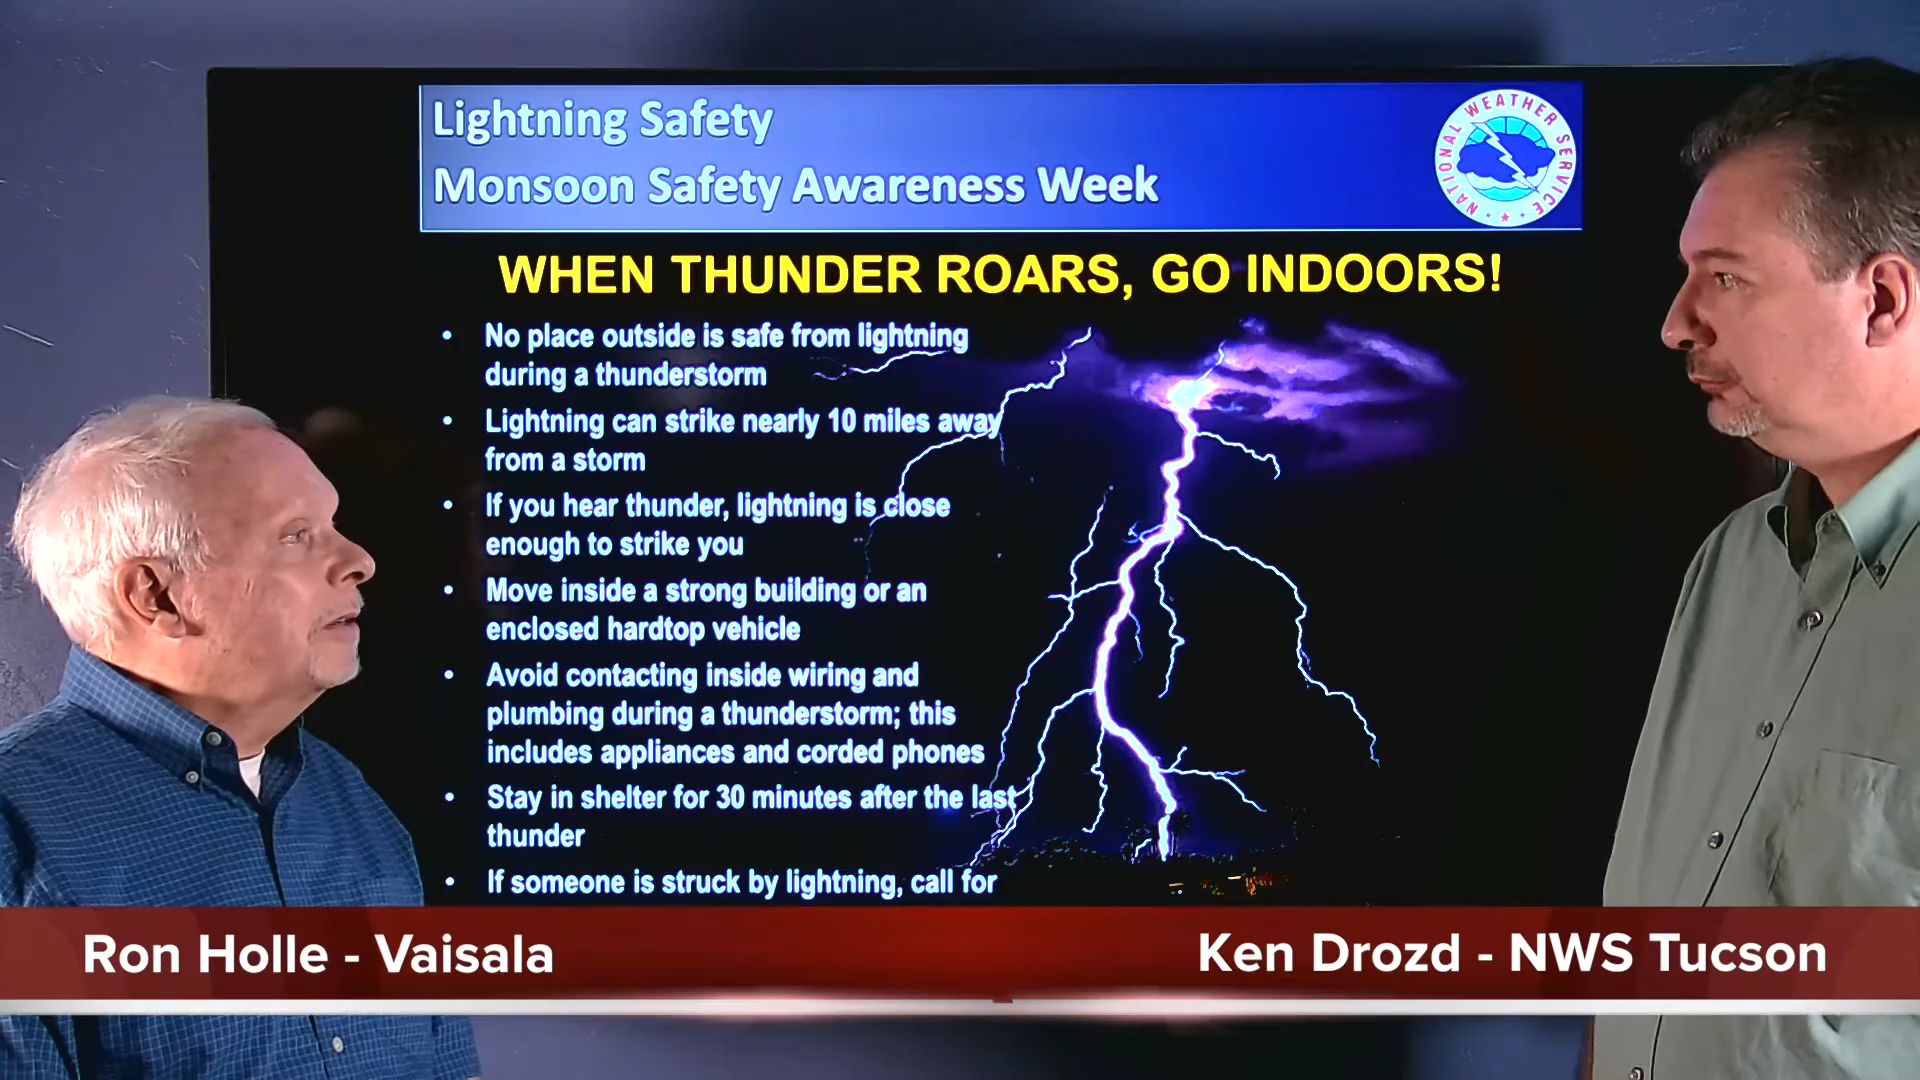 Lightning Safety
Monsoon Safety Awareness Week
NATIONAL WEATHER SERVICE
WHEN THUNDER ROARS, GO INDOORS!
• No place outside is safe from lightning
during a thunderstorm
• Lightning can strike nearly 10 miles away
from a storm
• If you hear thunder, lightning is close
enough to strike you
• Move inside a strong building or an
enclosed hardtop vehicle
• Avoid contacting inside wiring and
plumbing during a thunderstorm; this
includes appliances and corded phones
• Stay in shelter for 30 minutes after the last
thunder
• If someone is struck by lightning, call for
Ron Holle - Vaisala
Ken Drozd - NWS Tucson